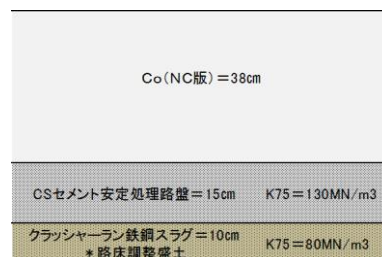 Co(NC版)=38㎝
CSセメント安定処理路盤=15㎝ K75=130MN/m3
クラッシャーラン鉄鋼スラグ=10㎝
*路床調整盛土
K75=80MN/m3